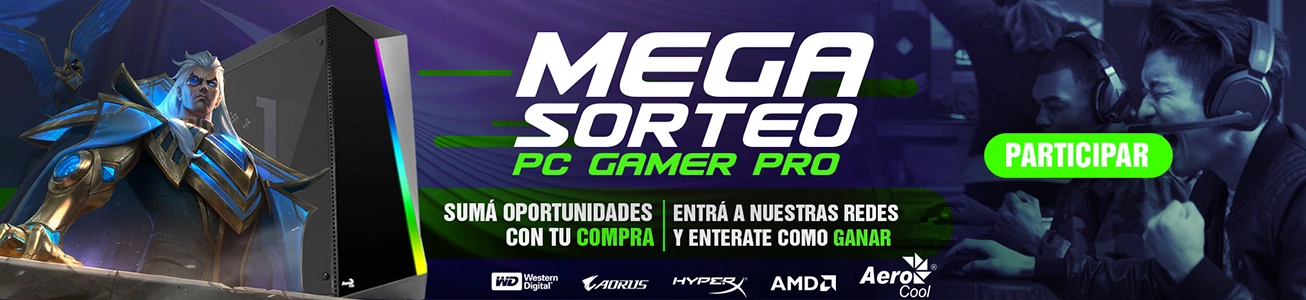 MEGA
SORTEO
PC GAMER PRO
PARTICIPAR
SUMÁ OPORTUNIDADES
CON TU COMPRA
ENTRÁ A NUESTRAS REDES
Y ENTERATE COMO GANAR
WD Western
Digital®
AORUS
HYPERX
AMD
Aero
Cool®